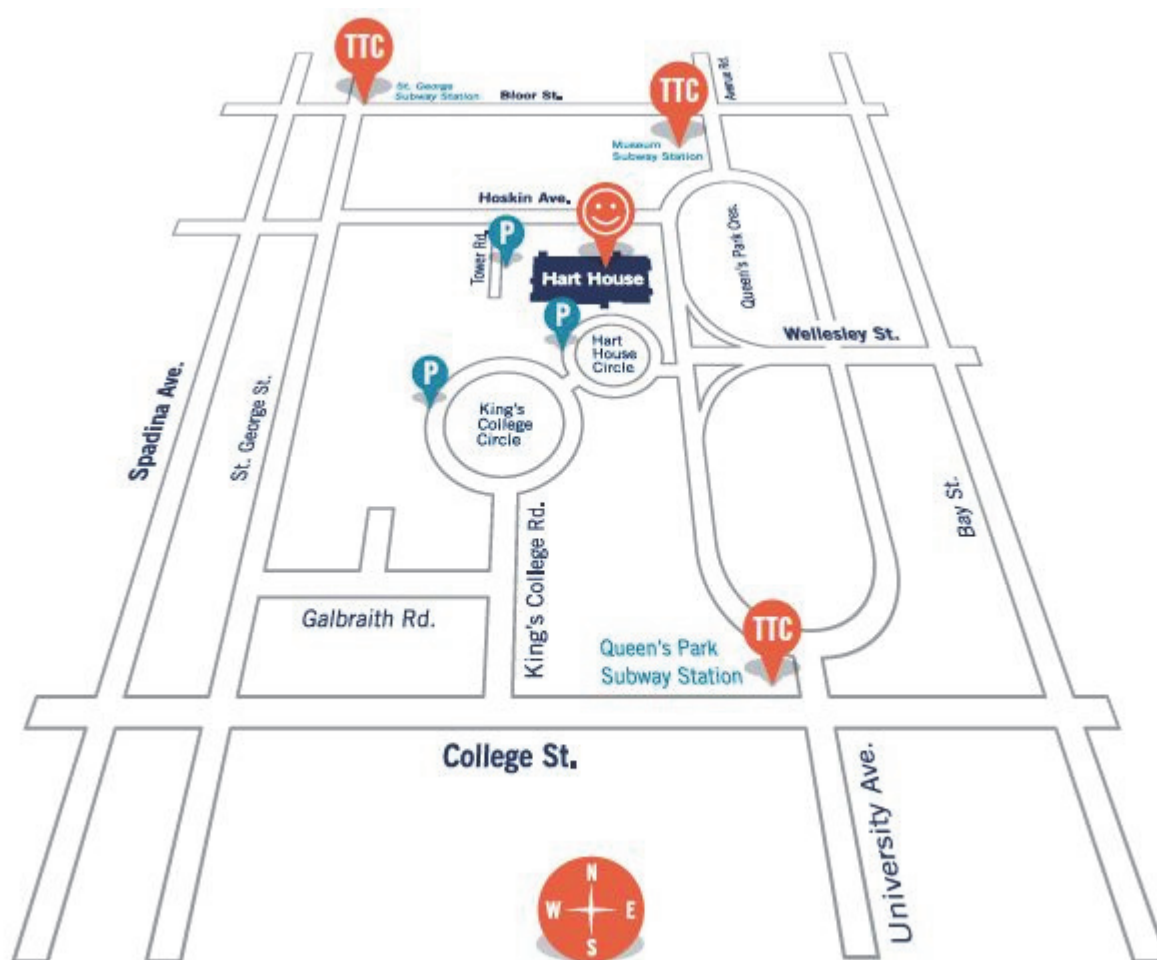 TTC
St. George
Subway Station
Bloor St.
TTC
Avenue Rd.
Museum
Subway Station
Hoskin Ave.
P
Tower Rd.
Hart House
Queen's Park Cres.
P
Hart
House
Circle
Wellesley St.
P
King's
College
Circle
Spadina Ave.
St. George St.
Bay St.
King's College Rd.
Galbraith Rd.
TTC
Queen's Park
Subway Station
College St.
University Ave.
N
W E
S